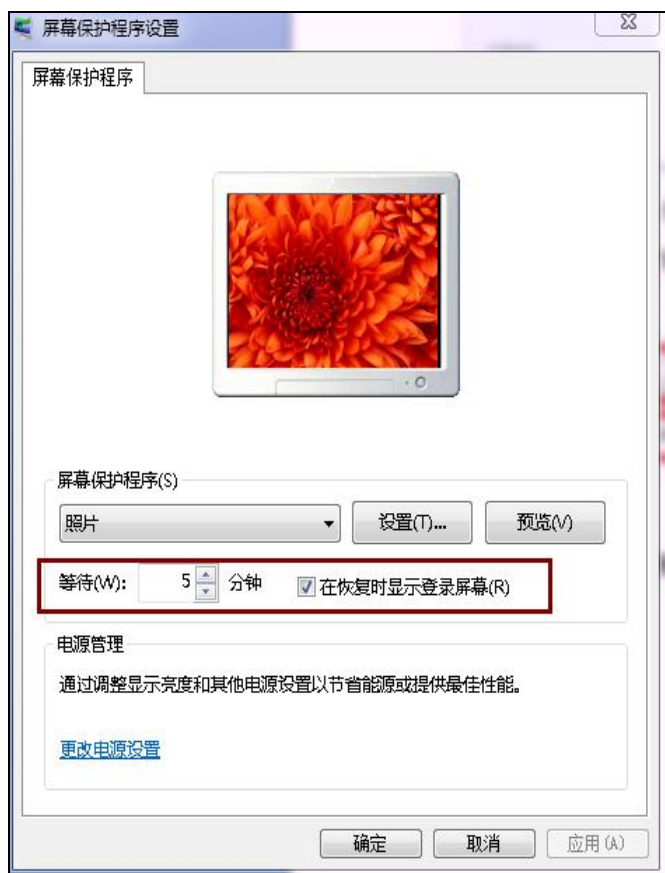 屏幕保护程序设置
屏幕保护程序
屏幕保护程序(S)
照片 设置(T)... 预览(V)
等待(W): 5 分钟 在恢复时显示登录屏幕(R)
电源管理
通过调整显示亮度和其他电源设置以节省能源或提供最佳性能。
更改电源设置
确定 取消 应用(A)